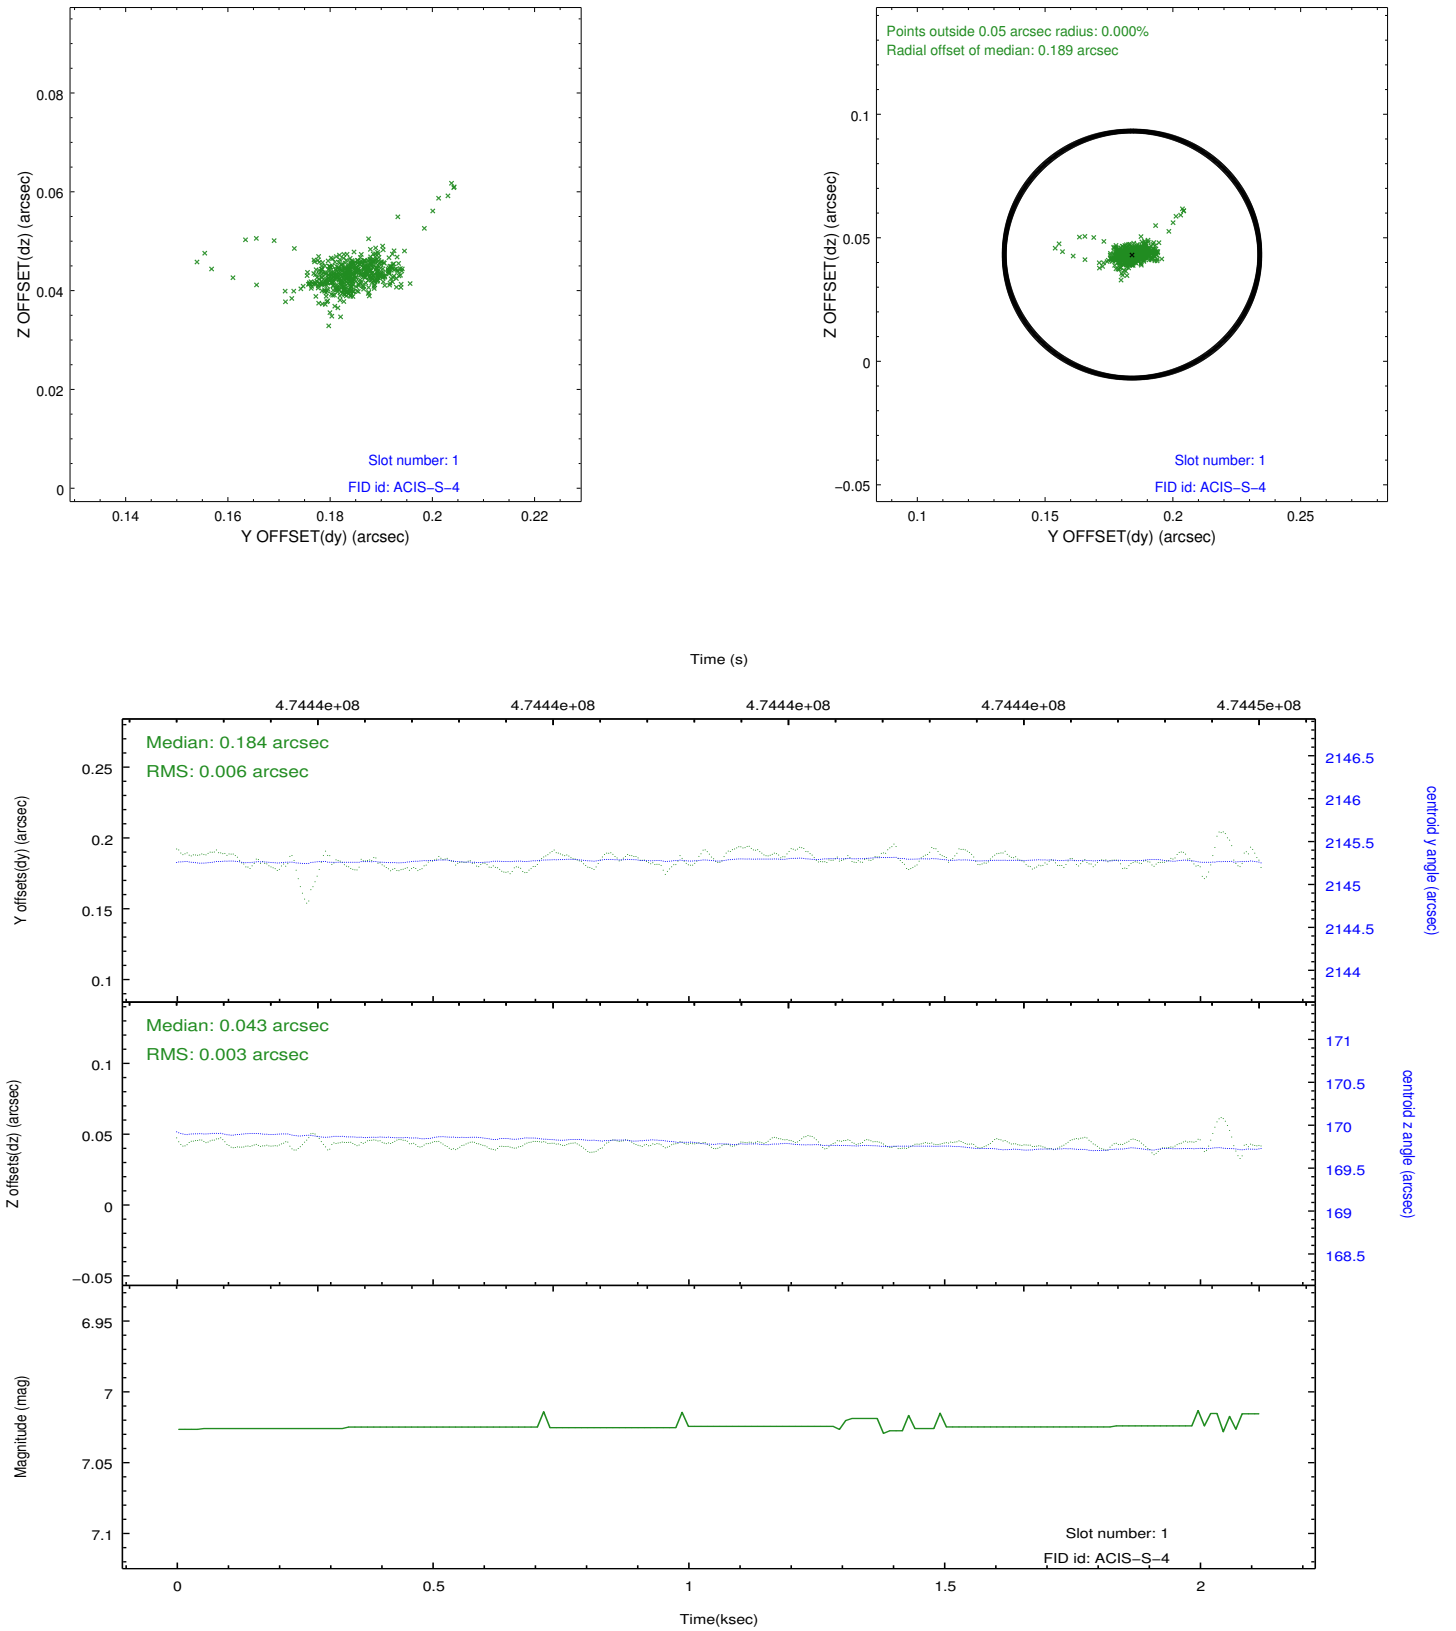 0.08
0.06
0.04
0.02
0
Z OFFSET(dz) (arcsec)
Slot number: 1
FID id: ACIS−S−4
0.14 0.16 0.18 0.2 0.22
Y OFFSET(dy) (arcsec)
Points outside 0.05 arcsec radius: 0.000%
Radial offset of median: 0.189 arcsec
0.1
0.05
0
−0.05
Z OFFSET(dz) (arcsec)
Slot number: 1
FID id: ACIS−S−4
0.1 0.15 0.2 0.25
Y OFFSET(dy) (arcsec)
Time (s)
4.7444e+08 4.7444e+08 4.7444e+08 4.7444e+08 4.7445e+08
Median: 0.184 arcsec
RMS: 0.006 arcsec
0.25
0.2
0.15
0.1
Y offsets(dy) (arcsec)
2146.5
2146
2145.5
2145
2144.5
2144
centroid y angle (arcsec)
Median: 0.043 arcsec
RMS: 0.003 arcsec
0.1
0.05
0
−0.05
Z offsets(dz) (arcsec)
171
170.5
170
169.5
169
168.5
centroid z angle (arcsec)
6.95
7
7.05
7.1
Magnitude (mag)
Slot number: 1
FID id: ACIS−S−4
0 0.5 1 1.5 2
Time(ksec)